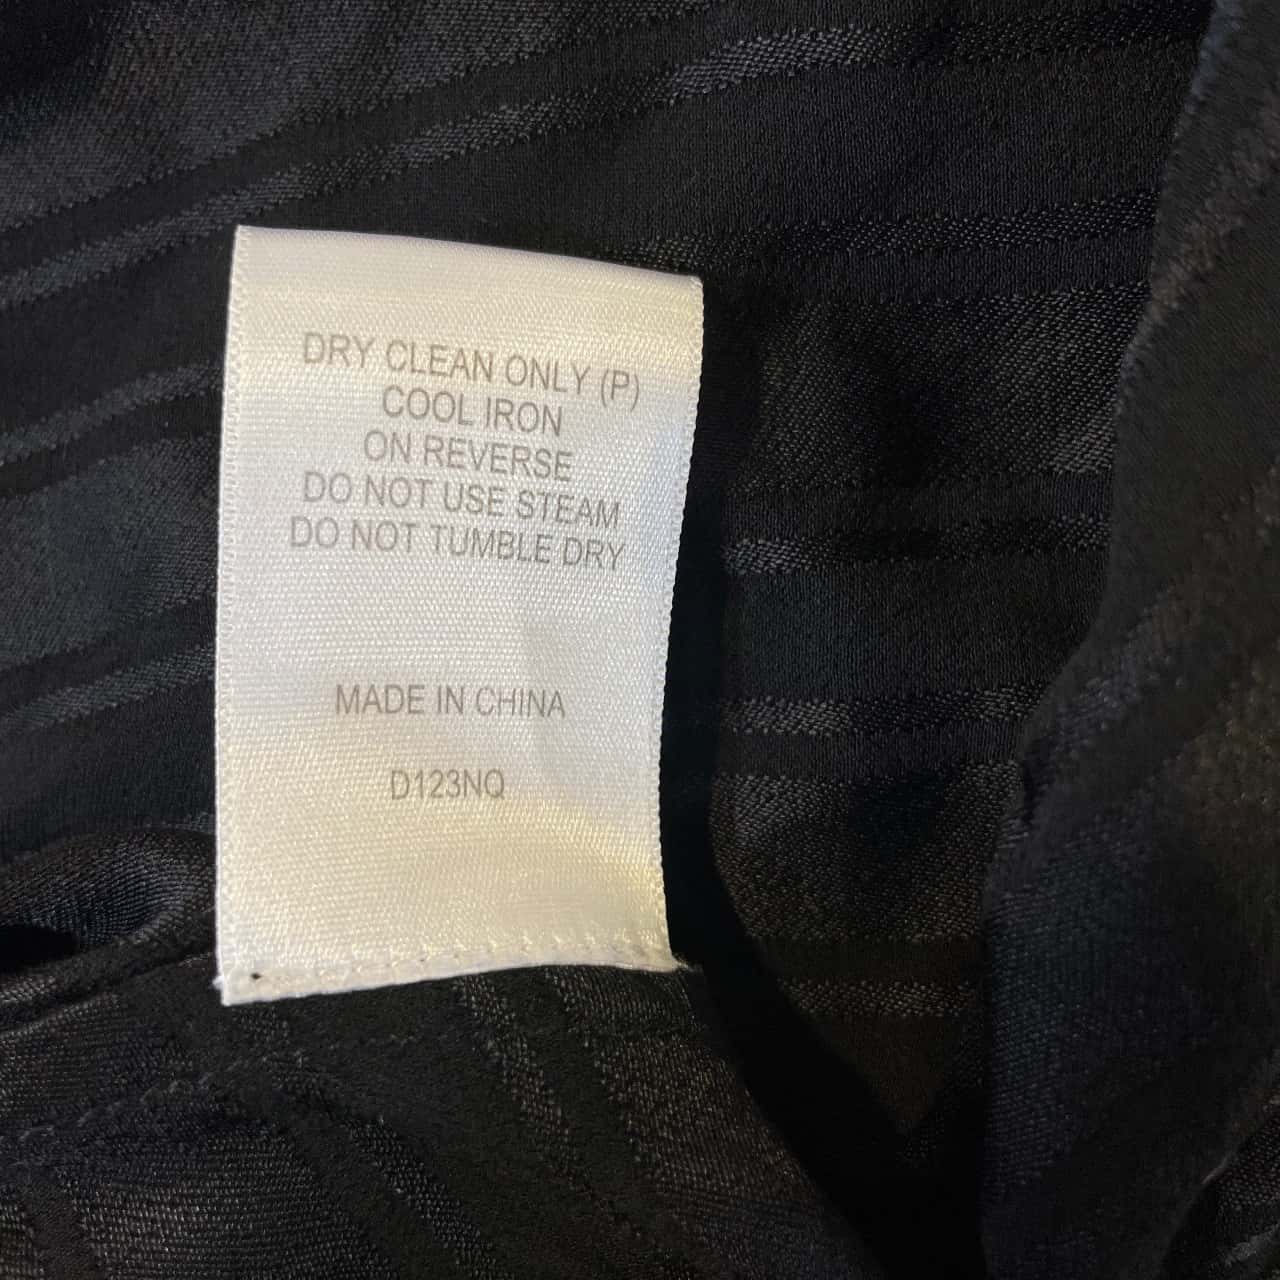 DRY CLEAN ONLY (P)
COOL IRON
ON REVERSE
DO NOT USE STEAM
DO NOT TUMBLE DRY
MADE IN CHINA
D123NQ